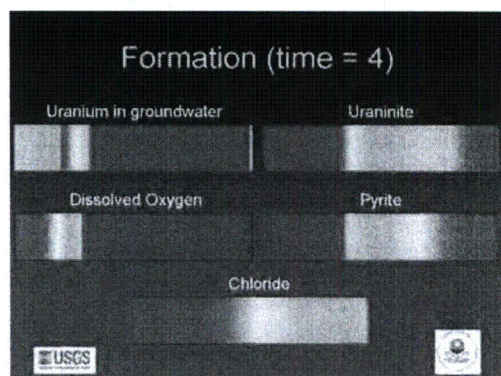 Formation (time = 4)
Uranium in groundwater
Uraninite
Dissolved Oxygen
Pyrite
Chloride
USGS